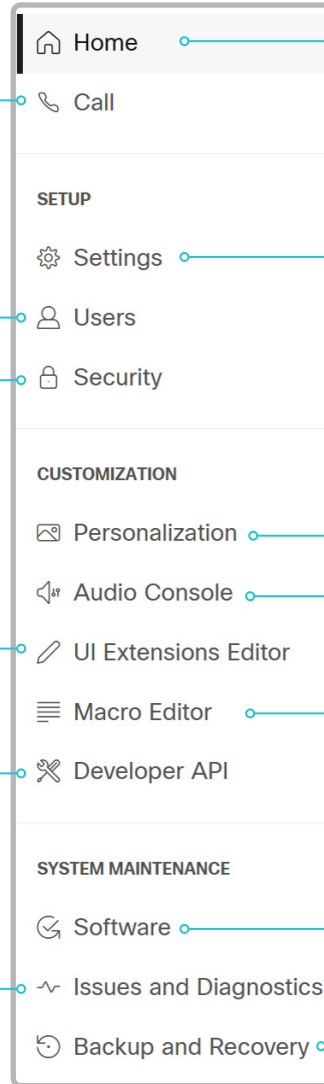 Home
Call
SETUP
Settings
Users
Security
CUSTOMIZATION
Personalization
Audio Console
UI Extensions Editor
Macro Editor
Developer API
SYSTEM MAINTENANCE
Software
Issues and Diagnostics
Backup and Recovery